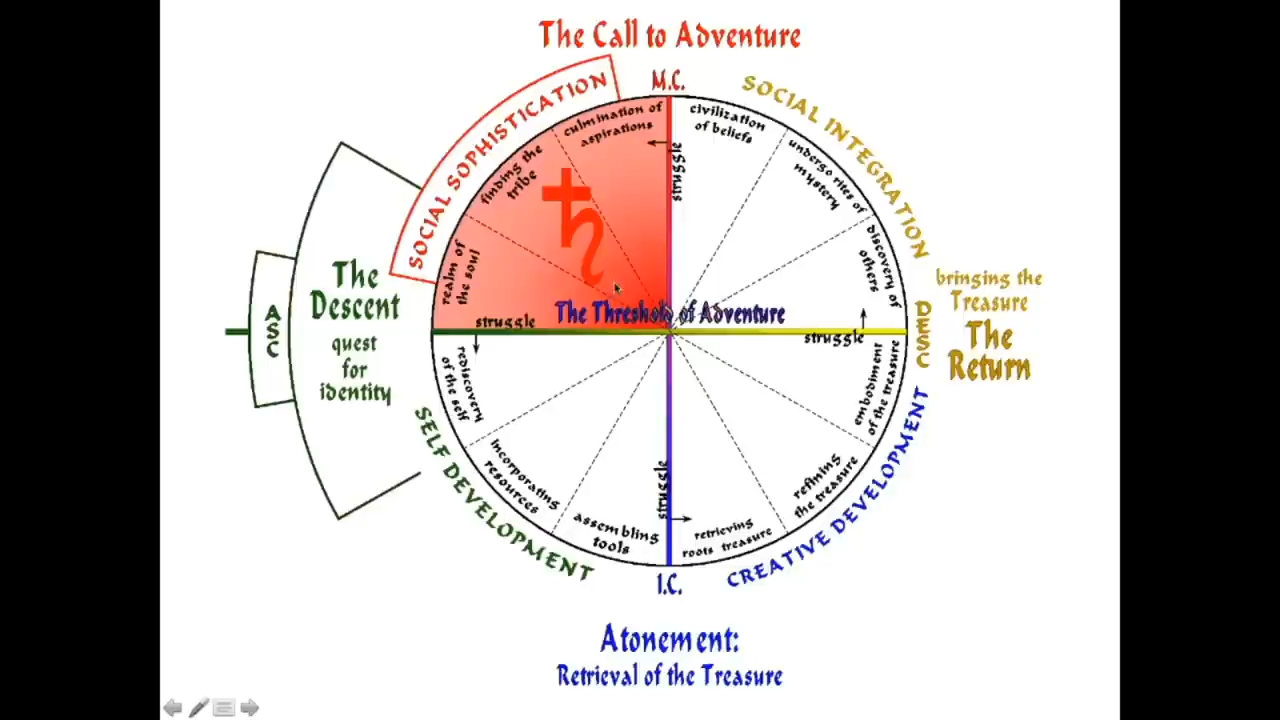 The Call to Adventure
M.C.
SOCIAL SOPHISTICATION
SOCIAL INTEGRATION
culmination of
aspirations
civilization
of beliefs
finding the
tribe
undergo rites of
mystery
realm of
the soul
discovery of
others
struggle
struggle
The Threshold of Adventure
struggle
struggle
ASC
The
Descent
quest
for
identity
DESC
bringing the
Treasure
The
Return
rediscovery
of the self
embodiment
of the treasure
incorporating
resources
refining
the treasure
assembling
tools
retrieving
roots treasure
SELF DEVELOPMENT
CREATIVE DEVELOPMENT
I.C.
Atonement:
Retrieval of the Treasure